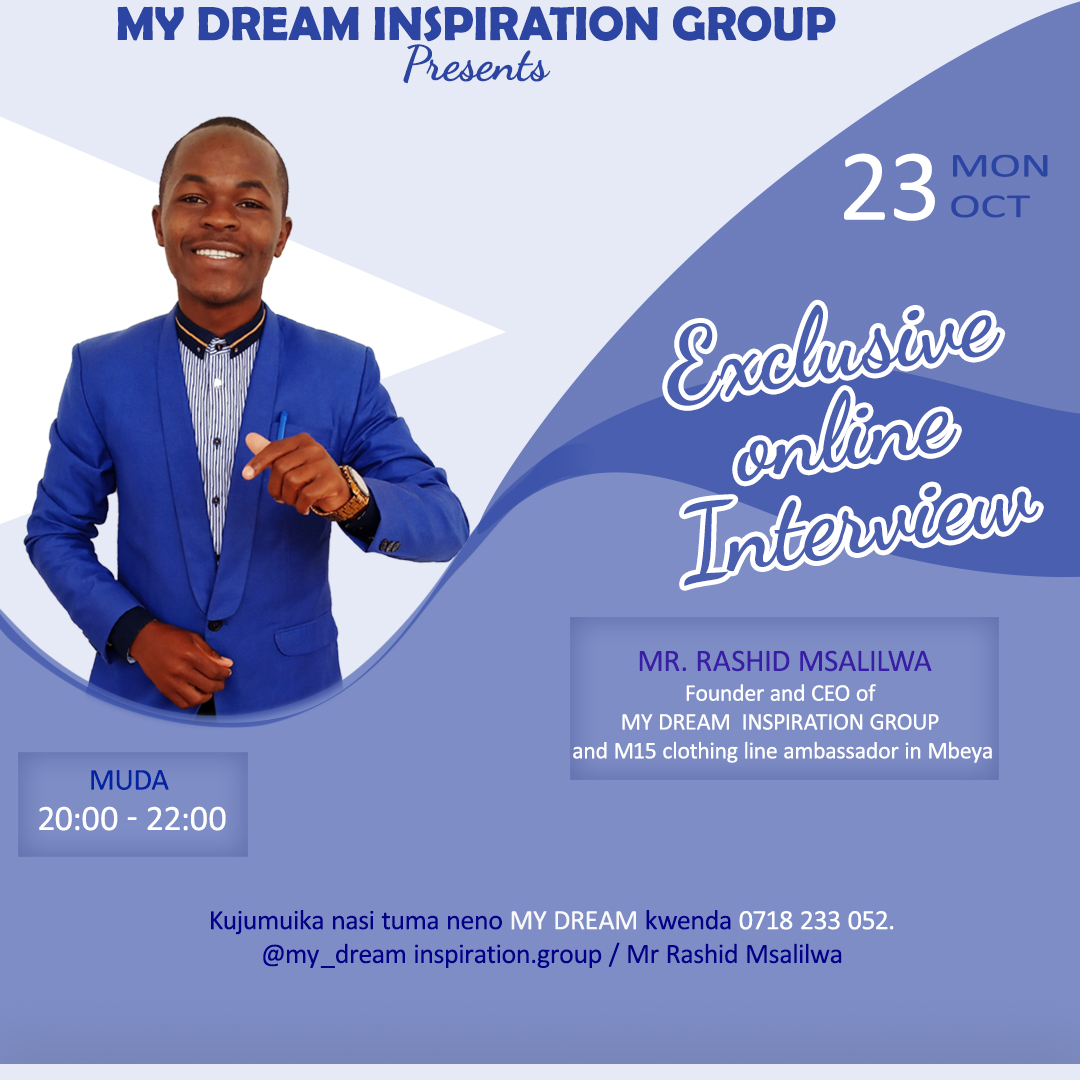 MY DREAM INSPIRATION GROUP
Presents
23 MON
OCT
Exclusive
online
Interview
MR. RASHID MSALILWA
Founder and CEO of
MY DREAM INSPIRATION GROUP
and M15 clothing line ambassador in Mbeya
MUDA
20:00 - 22:00
Kujumuika nasi tuma neno MY DREAM kwenda 0718 233 052.
@my_dream inspiration.group / Mr Rashid Msalilwa